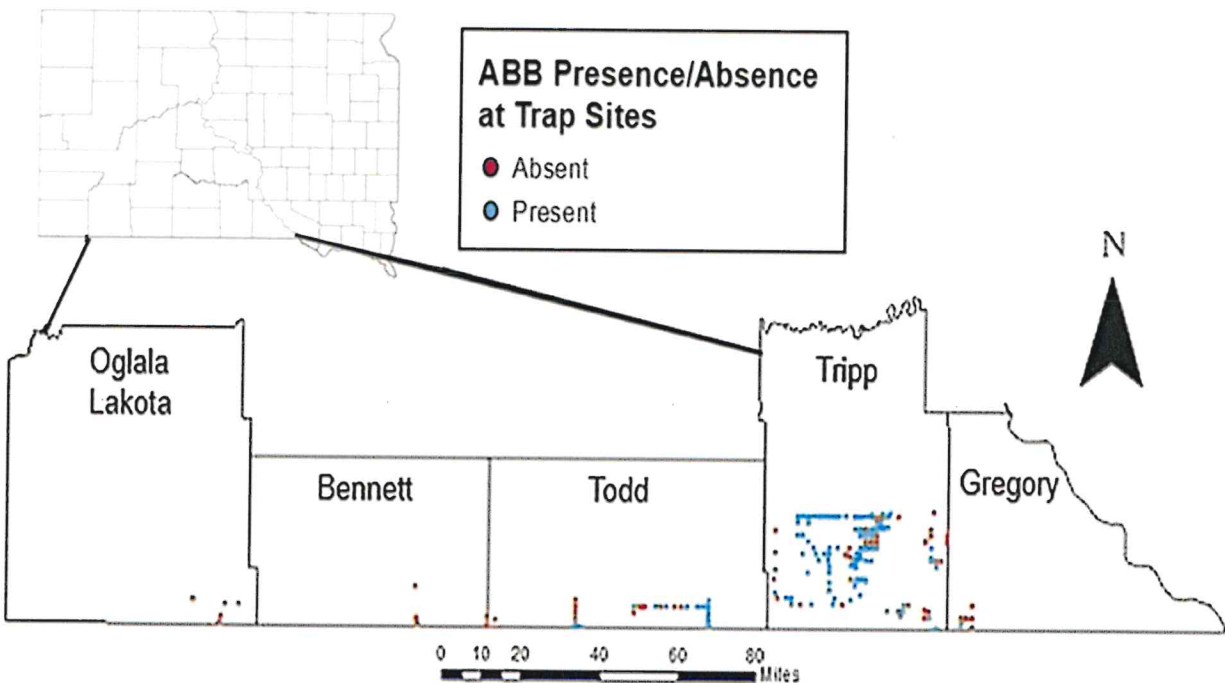 ABB Presence/Absence
at Trap Sites
Absent
Present
N
Oglala
Lakota
Bennett
Todd
Tripp
Gregory
0 10 20 40 60 80
Miles